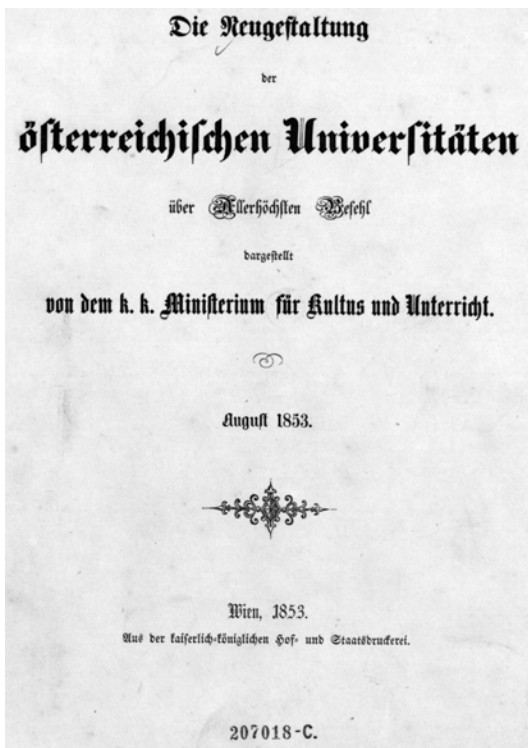 Die Neugestaltung
der
österreichischen Universitäten
über Allerhöchsten Befehl
dargestellt
von dem k. k. Ministerium für Kultus und Unterricht.
August 1853.
Wien, 1853.
Aus der kaiserlich-königlichen Hof- und Staatsdruckerei.
207018-C.